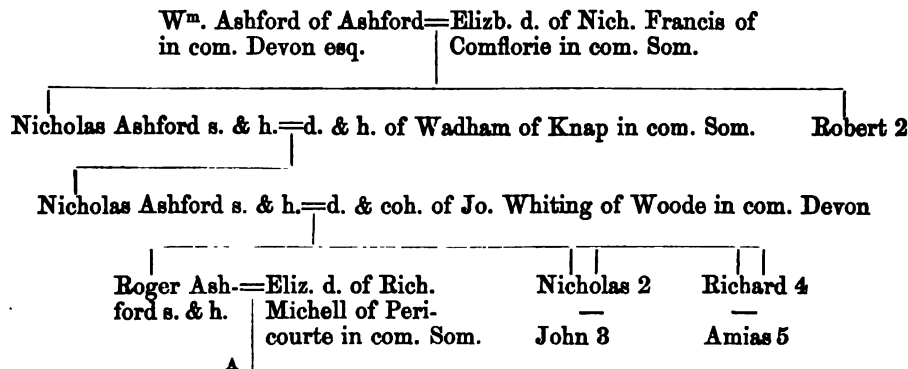 Wm. Ashford of Ashford=Elizb. d. of Nich. Francis of
in com. Devon esq. Comflorie in com. Som.
Nicholas Ashford s. & h.=d. & h. of Wadham of Knap in com. Som. Robert 2
Nicholas Ashford s. & h.=d. & coh. of Jo. Whiting of Woode in com. Devon
Roger Ash-=Eliz. d. of Rich. Nicholas 2 Richard 4
ford s. & h. Michell of Peri- — —
courte in com. Som. John 3 Amias 5
A